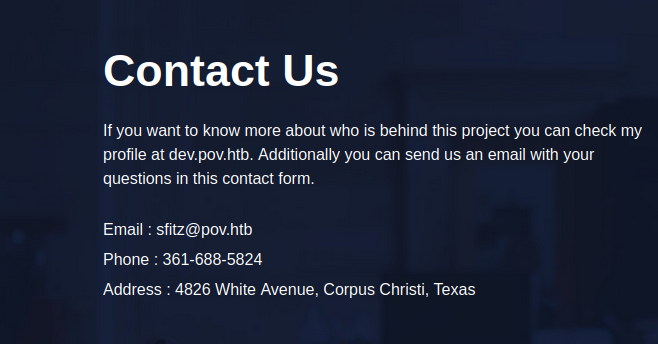 Contact Us
If you want to know more about who is behind this project you can check my
profile at dev.pov.htb. Additionally you can send us an email with your
questions in this contact form.
Email : sfitz@pov.htb
Phone : 361-688-5824
Address : 4826 White Avenue, Corpus Christi, Texas